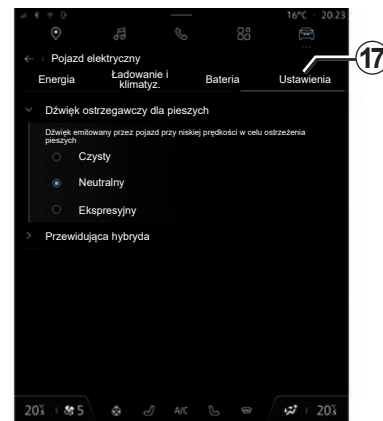 16°C · 20:23
← Pojazd elektryczny
Energia
Ładowanie i
klimatyz.
Bateria
Ustawienia
17
Dźwięk ostrzegawczy dla pieszych
Dźwięk emitowany przez pojazd przy niskiej prędkości w celu ostrzeżenia
pieszych
Czysty
Neutralny
Ekspresyjny
> Przewidująca hybryda
5
A/C